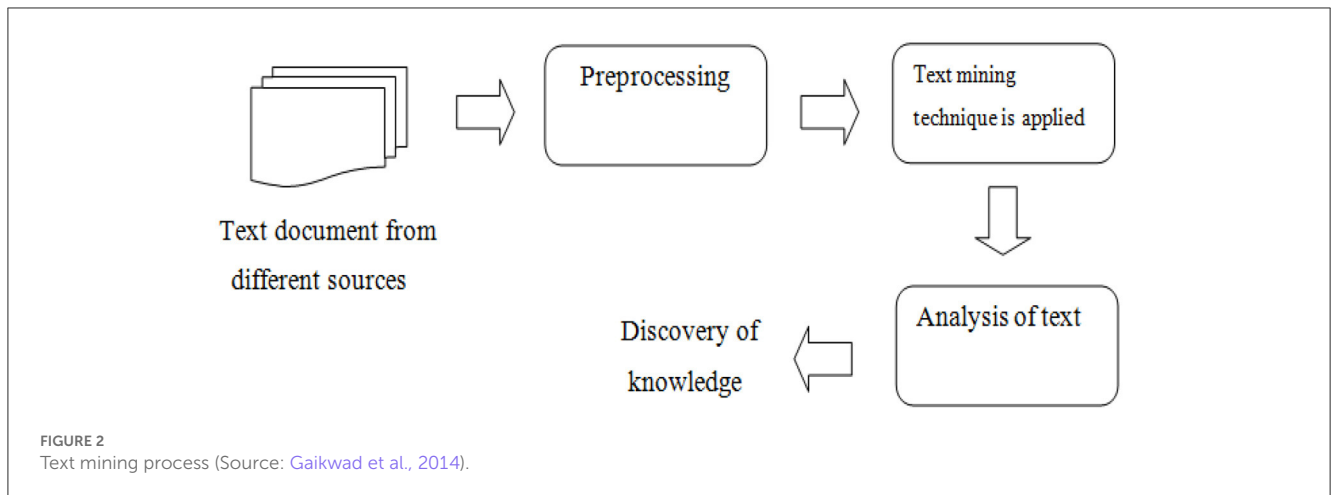 Text document from
different sources
Preprocessing
Text mining
technique is applied
Analysis of text
Discovery of
knowledge
FIGURE 2
Text mining process (Source: Gaikwad et al., 2014).